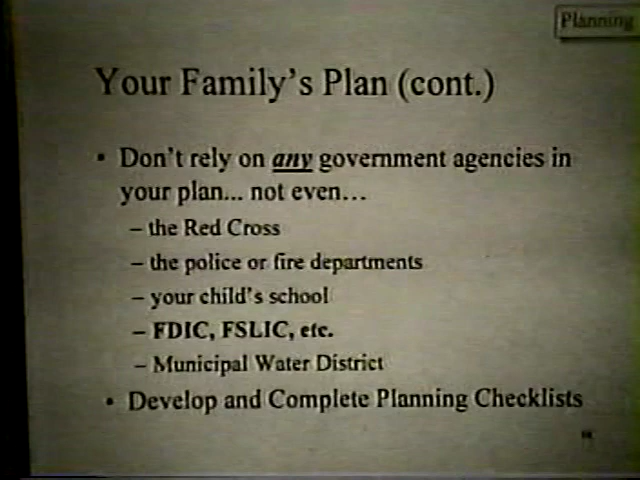 Planning
Your Family's Plan (cont.)
• Don't rely on any government agencies in
your plan... not even…
– the Red Cross
– the police or fire departments
– your child's school
– FDIC, FSLIC, etc.
– Municipal Water District
• Develop and Complete Planning Checklists